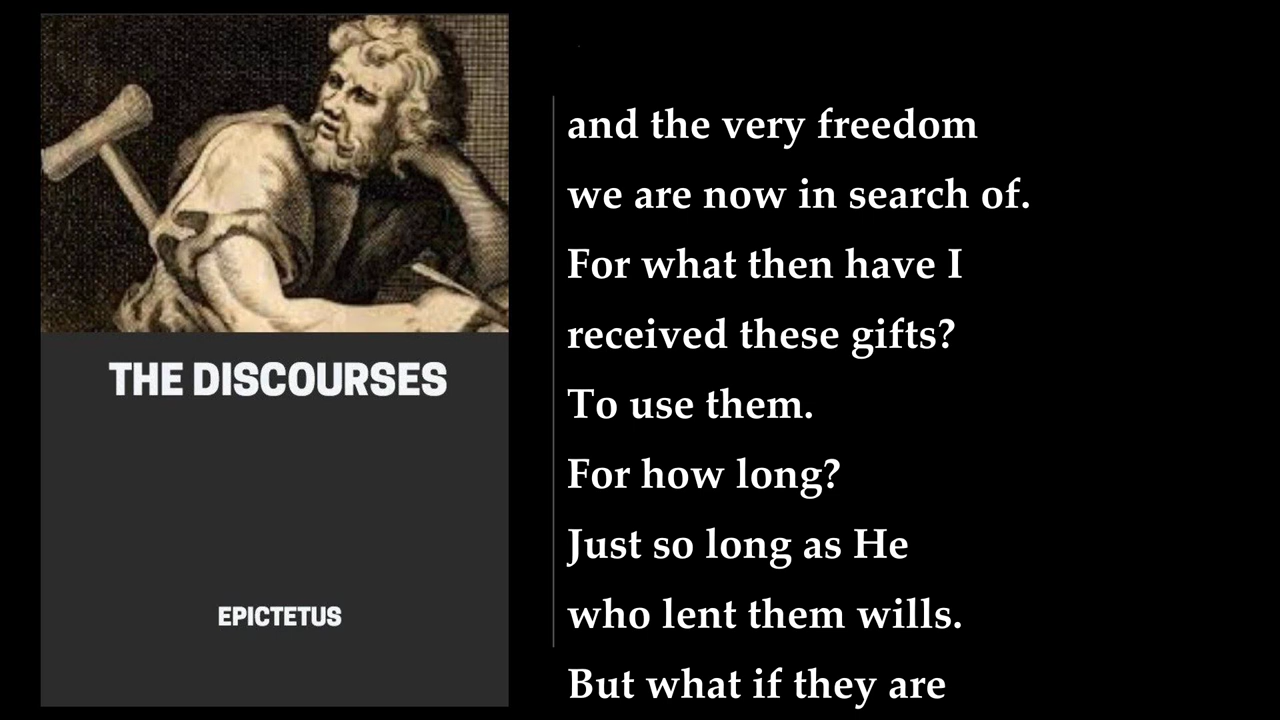 THE DISCOURSES
EPICTETUS
and the very freedom
we are now in search of.
For what then have I
received these gifts?
To use them.
For how long?
Just so long as He
who lent them wills.
But what if they are